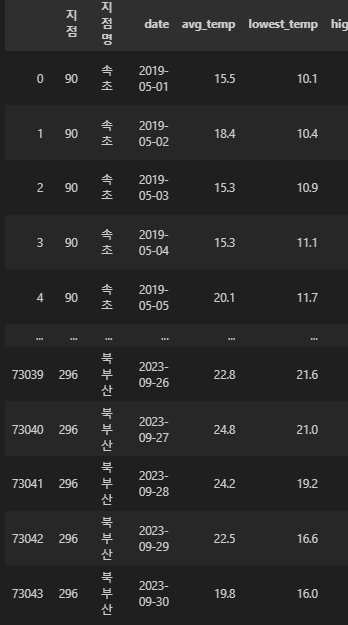 지점 지점명 date avg_temp lowest_temp hig
0 90 속초 2019-05-01 15.5 10.1
1 90 속초 2019-05-02 18.4 10.4
2 90 속초 2019-05-03 15.3 10.9
3 90 속초 2019-05-04 15.3 11.1
4 90 속초 2019-05-05 20.1 11.7
... ... ... ... ... ...
73039 296 북부산 2023-09-26 22.8 21.6
73040 296 북부산 2023-09-27 24.8 21.0
73041 296 북부산 2023-09-28 24.2 19.2
73042 296 북부산 2023-09-29 22.5 16.6
73043 296 북부산 2023-09-30 19.8 16.0